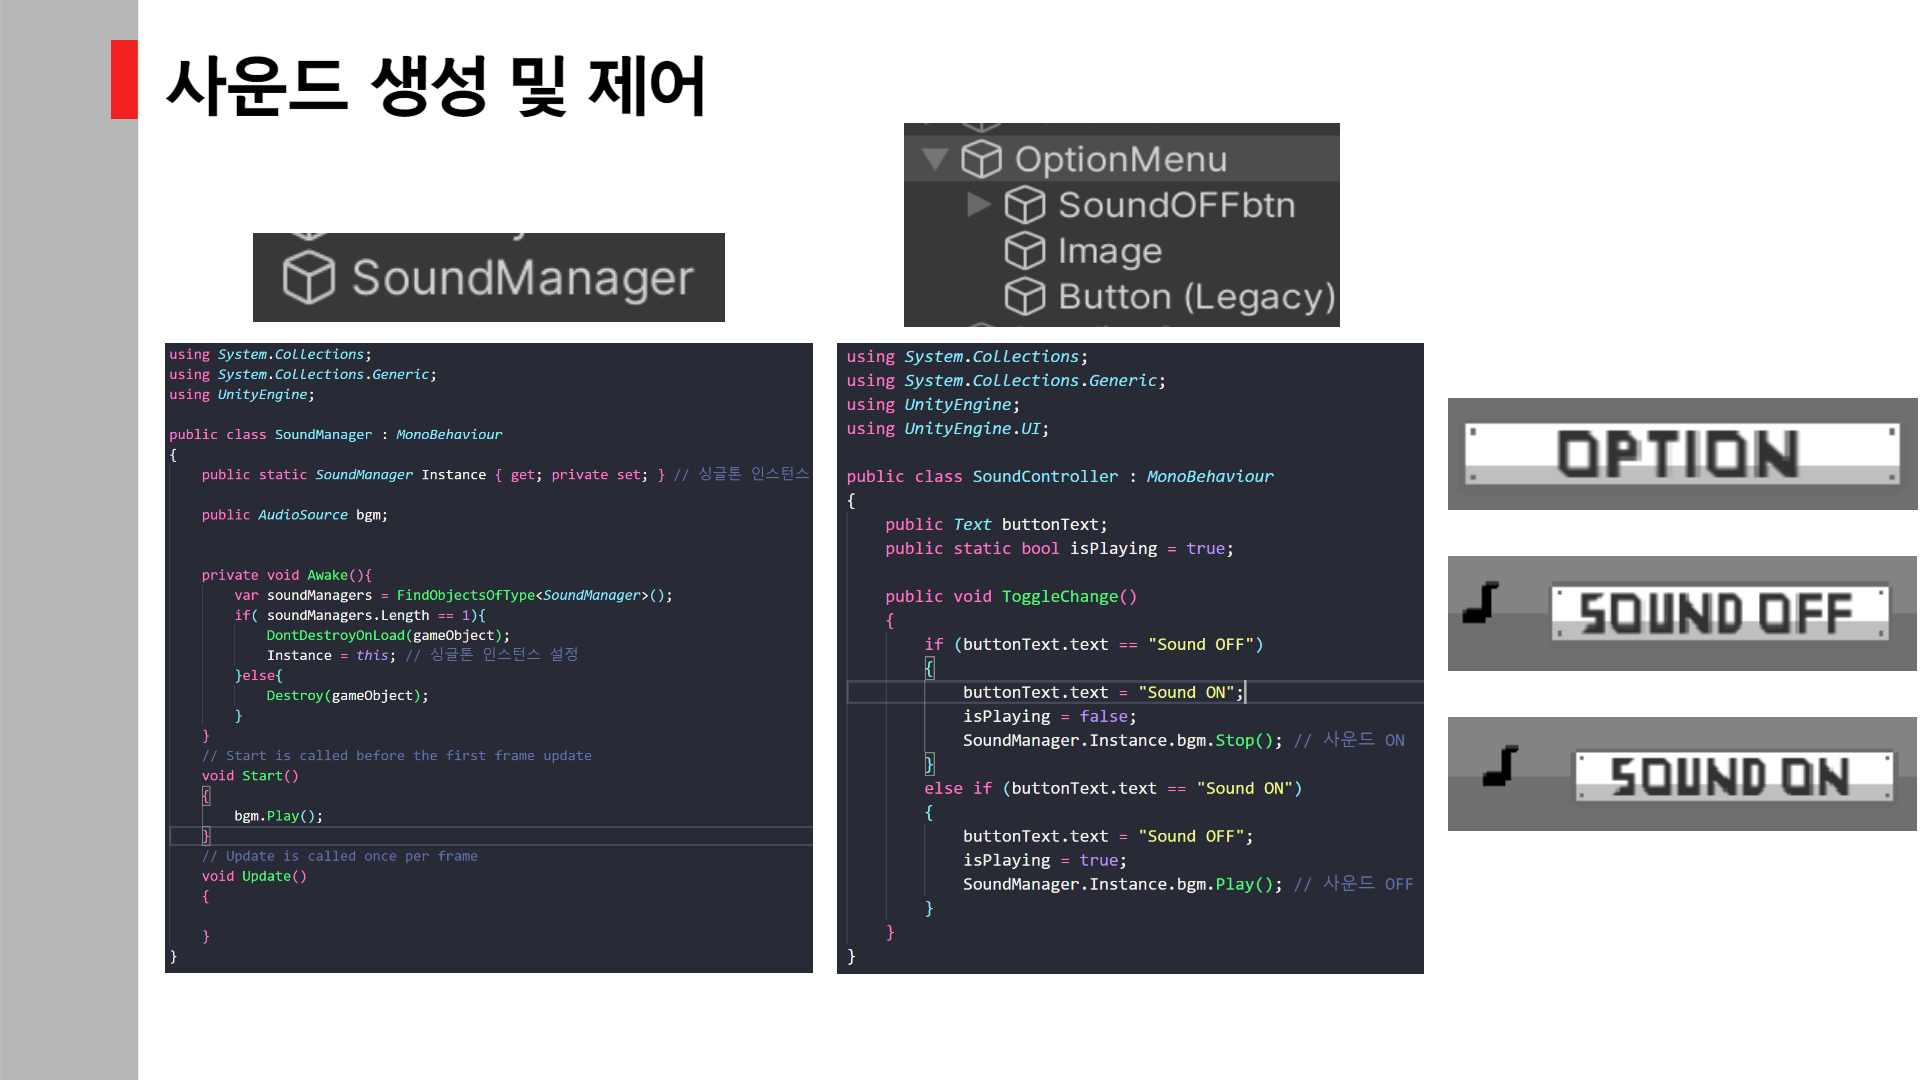 사운드 생성 및 제어
SoundManager
OptionMenu
SoundOFFbtn
Image
Button (Legacy)
using System.Collections;
using System.Collections.Generic;
using UnityEngine;
public class SoundManager : MonoBehaviour
{
public static SoundManager Instance { get; private set; } // 싱글톤 인스턴스
public AudioSource bgm;
private void Awake(){
var soundManagers = FindObjectsOfType<SoundManager>();
if( soundManagers.Length == 1){
DontDestroyOnLoad(gameObject);
Instance = this; // 싱글톤 인스턴스 설정
}else{
Destroy(gameObject);
}
}
// Start is called before the first frame update
void Start()
{
bgm.Play();
}
// Update is called once per frame
void Update()
{
}
}
using System.Collections;
using System.Collections.Generic;
using UnityEngine;
using UnityEngine.UI;
public class SoundController : MonoBehaviour
{
public Text buttonText;
public static bool isPlaying = true;
public void ToggleChange()
{
if (buttonText.text == "Sound OFF")
{
buttonText.text = "Sound ON";
isPlaying = false;
SoundManager.Instance.bgm.Stop(); // 사운드 ON
}
else if (buttonText.text == "Sound ON")
{
buttonText.text = "Sound OFF";
isPlaying = true;
SoundManager.Instance.bgm.Play(); // 사운드 OFF
}
}
}
OPTION
SOUND OFF
SOUND ON